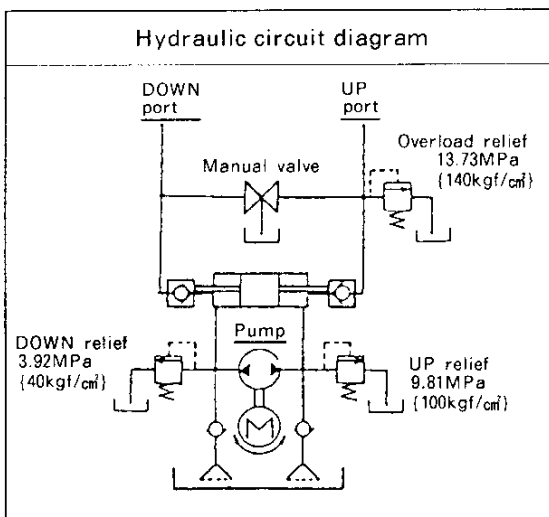 Hydraulic circuit diagram
DOWN
port
UP
port
Overload relief
13.73MPa
{140kgf/㎠}
Manual valve
Pump
DOWN relief
3.92MPa
{40kgf/㎠}
UP relief
9.81MPa
{100kgf/㎠}
M